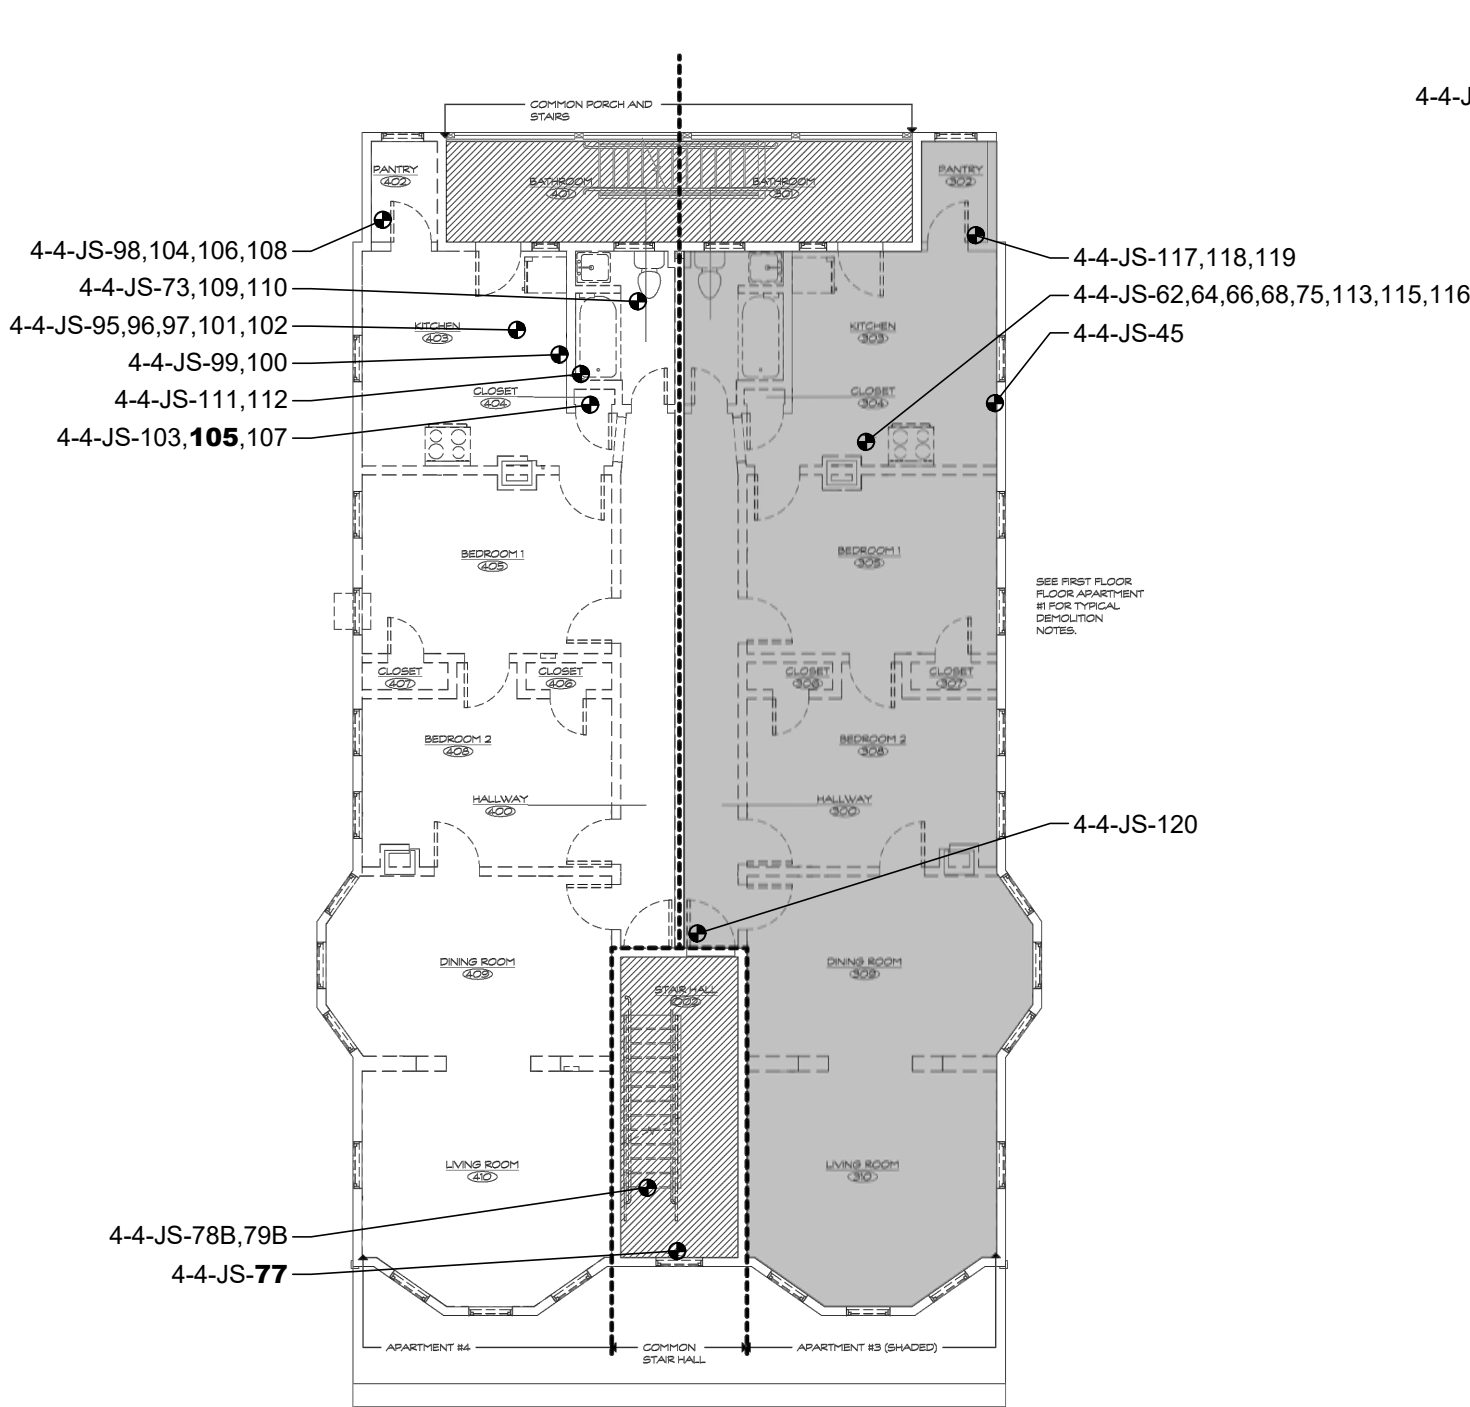 4-4-J
COMMON PORCH AND
STAIRS
PANTRY
402
BATHROOM
401
BATHROOM
301
PANTRY
302
4-4-JS-98,104,106,108
4-4-JS-73,109,110
4-4-JS-95,96,97,101,102
4-4-JS-99,100
4-4-JS-111,112
4-4-JS-103,105,107
4-4-JS-117,118,119
4-4-JS-62,64,66,68,75,113,115,116
4-4-JS-45
KITCHEN
403
KITCHEN
303
CLOSET
404
CLOSET
304
BEDROOM 1
405
BEDROOM 1
305
SEE FIRST FLOOR
FLOOR APARTMENT
#1 FOR TYPICAL
DEMOLITION
NOTES.
CLOSET
407
CLOSET
406
CLOSET
306
CLOSET
307
BEDROOM 2
408
BEDROOM 2
308
HALLWAY
400
HALLWAY
300
4-4-JS-120
DINING ROOM
409
DINING ROOM
309
STAIR HALL
002
LIVING ROOM
410
LIVING ROOM
310
4-4-JS-78B,79B
4-4-JS-77
APARTMENT #4
COMMON
STAIR HALL
APARTMENT #3 (SHADED)